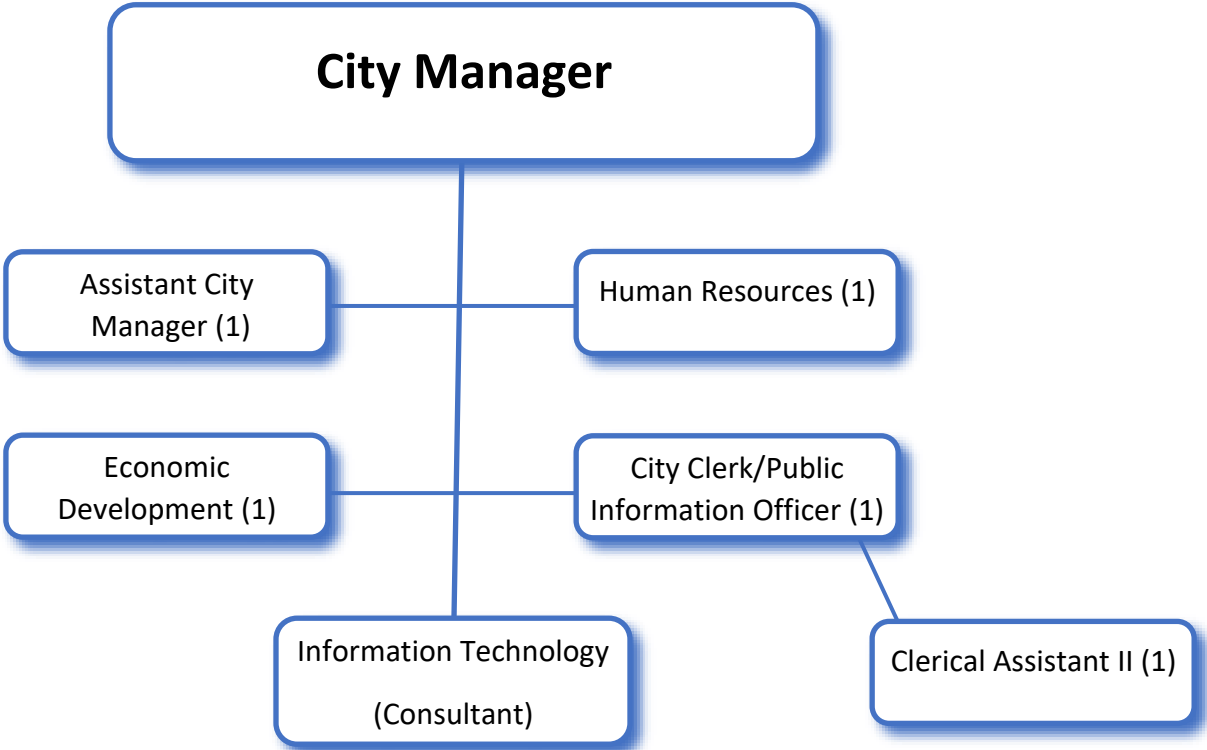 City Manager
Assistant City
Manager (1)
Human Resources (1)
Economic
Development (1)
City Clerk/Public
Information Officer (1)
Information Technology
(Consultant)
Clerical Assistant II (1)